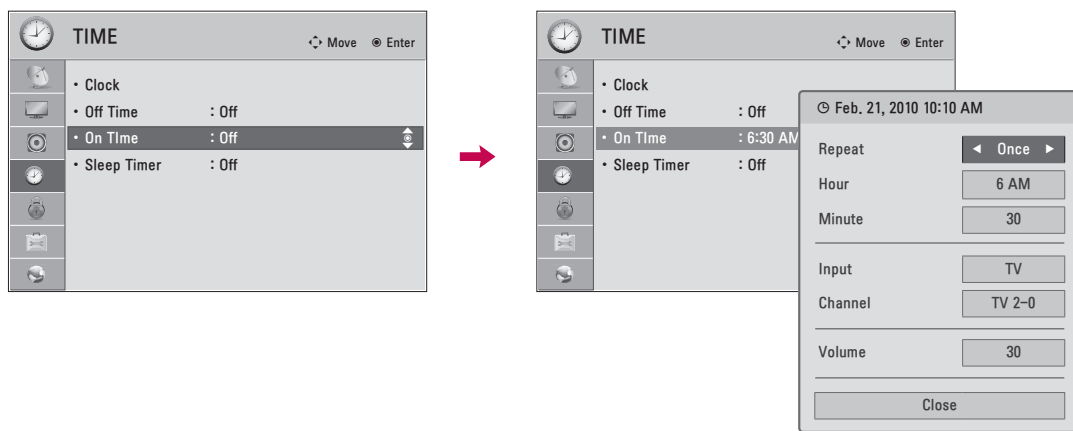 TIME
Move Enter
• Clock
• Off Time : Off
• On TIme : Off
• Sleep Timer : Off
TIME
Move Enter
• Clock
• Off Time : Off
• On TIme : 6:30 AM
• Sleep Timer : Off
Feb. 21, 2010 10:10 AM
Repeat ◄ Once ►
Hour 6 AM
Minute 30
Input TV
Channel TV 2-0
Volume 30
Close